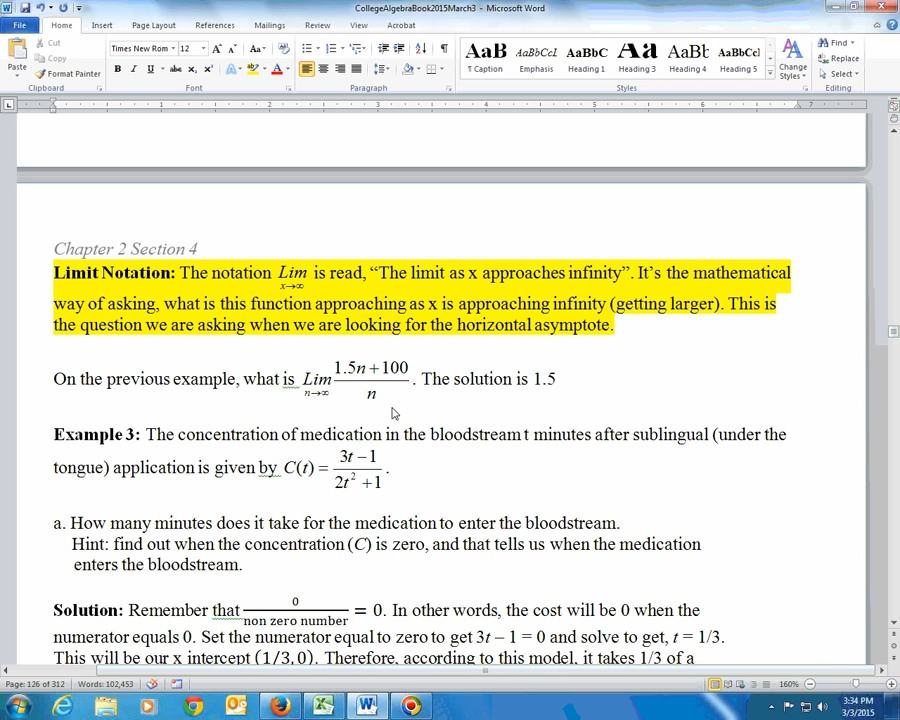 CollegeAlgebraBook2015March3 - Microsoft Word
File Home Insert Page Layout References Mailings Review View Acrobat
Paste
Cut
Copy
Format Painter
Clipboard
Times New Rom 12
Font
Paragraph
AaB AaBbCcI AaBbC Aa AaBb AaBbCc
¶ Caption Emphasis Heading 1 Heading 3 Heading 4 Heading 5
Styles
Change Styles
Find
Replace
Select
Editing
1 2 3 4 5 6 7
Chapter 2 Section 4
Limit Notation: The notation Lim x→∞ is read, “The limit as x approaches infinity”. It’s the mathematical
way of asking, what is this function approaching as x is approaching infinity (getting larger). This is
the question we are asking when we are looking for the horizontal asymptote.
On the previous example, what is Lim n→∞ (1.5n+100)/n . The solution is 1.5
Example 3: The concentration of medication in the bloodstream t minutes after sublingual (under the
tongue) application is given by C(t) = (3t−1)/(2t²+1) .
a. How many minutes does it take for the medication to enter the bloodstream.
Hint: find out when the concentration (C) is zero, and that tells us when the medication
enters the bloodstream.
Solution: Remember that 0/(non zero number) = 0. In other words, the cost will be 0 when the
numerator equals 0. Set the numerator equal to zero to get 3t – 1 = 0 and solve to get, t = 1/3.
This will be our x intercept (1/3,0). Therefore, according to this model, it takes 1/3 of a
Page: 126 of 312 Words: 102,453 160%
3:34 PM
3/3/2015